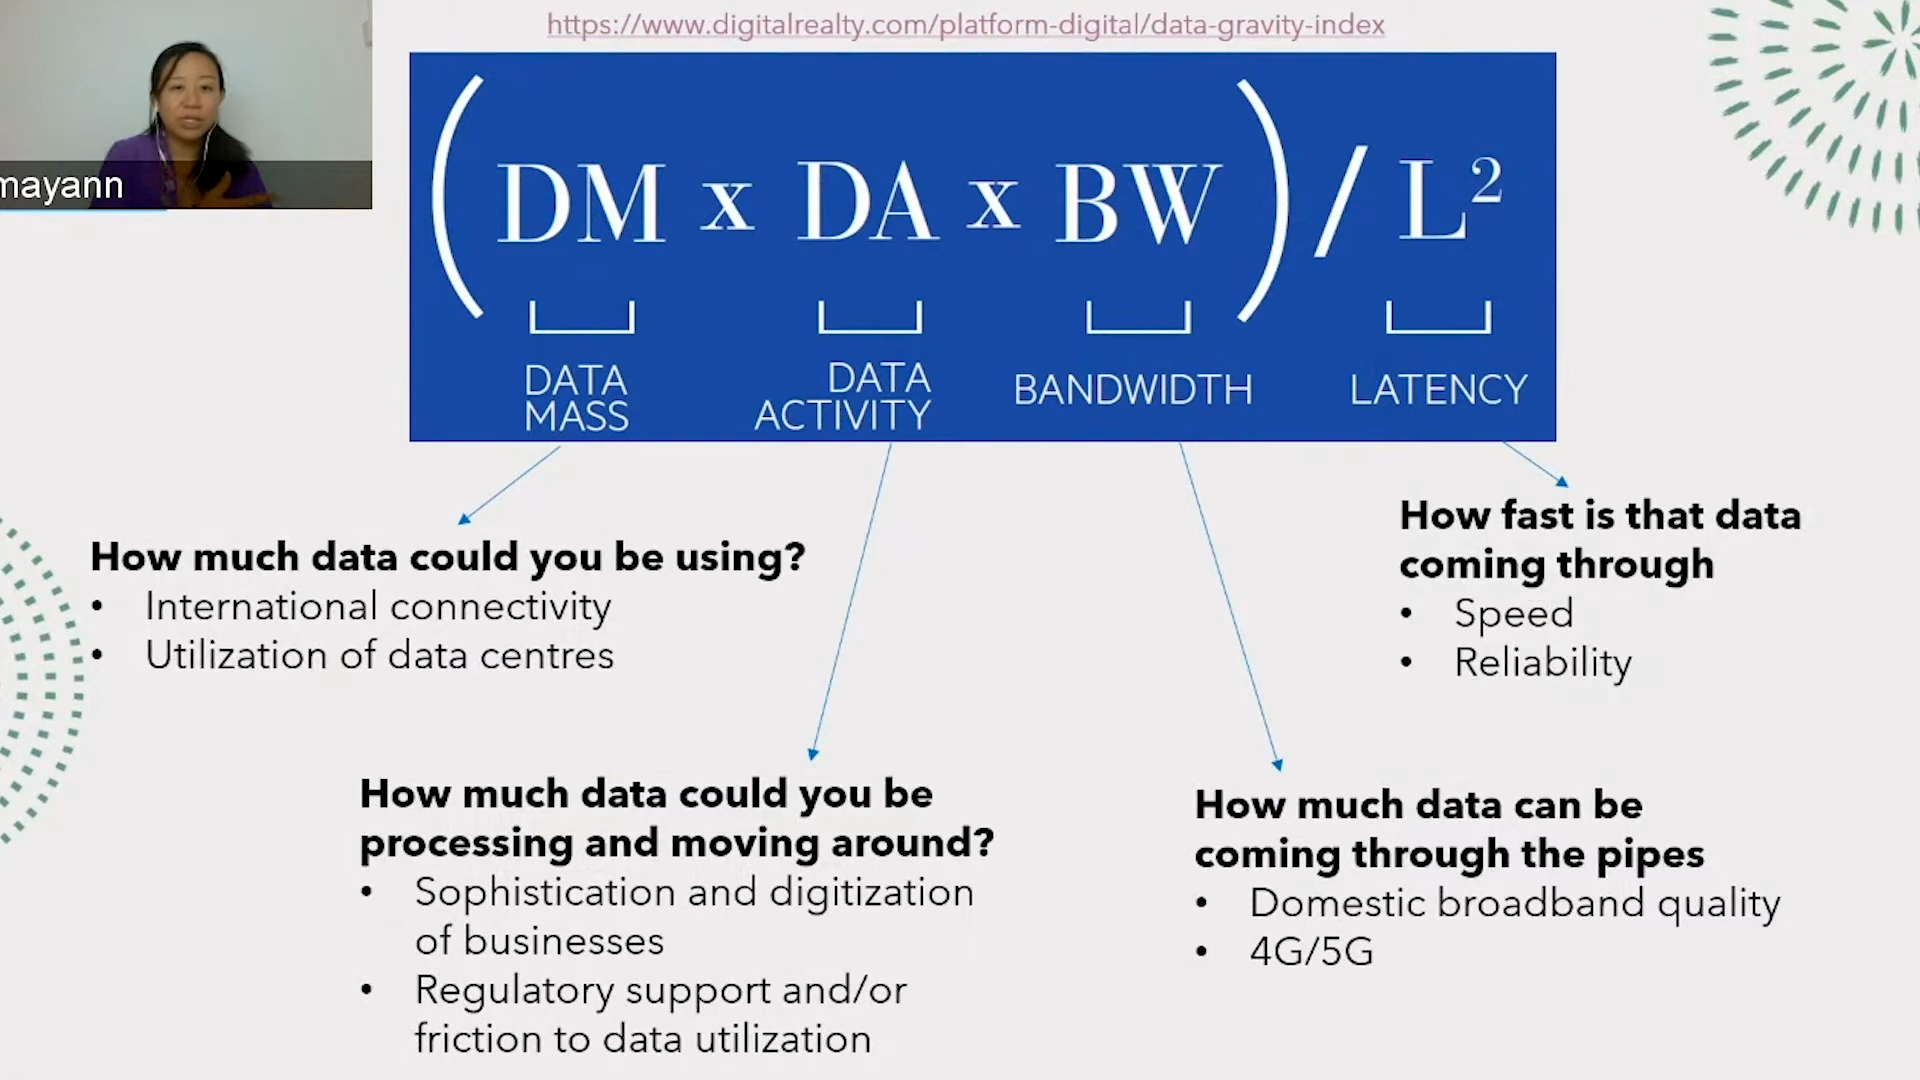 https://www.digitalrealty.com/platform-digital/data-gravity-index
mayann
(DM x DA x BW) / L²
DATA
MASS
DATA
ACTIVITY
BANDWIDTH
LATENCY
How much data could you be using?
• International connectivity
• Utilization of data centres
How fast is that data
coming through
• Speed
• Reliability
How much data could you be
processing and moving around?
• Sophistication and digitization
of businesses
• Regulatory support and/or
friction to data utilization
How much data can be
coming through the pipes
• Domestic broadband quality
• 4G/5G